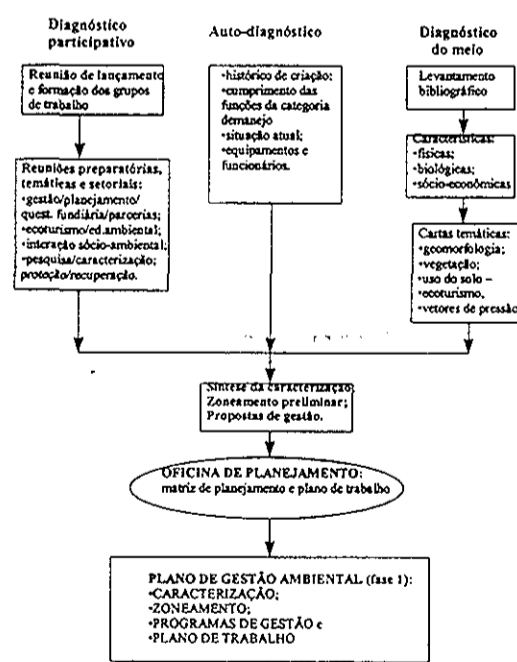 Diagnóstico
participativo
Reunião de lançamento
e formação dos grupos
de trabalho
Reuniões preparatórias,
temáticas e setoriais:
•gestão/planejamento/
quest. fundiária/parcerias;
•ecoturismo/ed.ambiental;
•interação sócio-ambiental;
•pesquisa/caracterização;
proteção/recuperação.
Auto-diagnóstico
•histórico de criação;
•cumprimento das
funções da categoria
demanejo
•situação atual;
•equipamentos e
funcionários.
Diagnóstico
do meio
Levantamento
bibliográfico
Características:
•físicas;
•biológicas;
•sócio-econômicas
Cartas temáticas:
•geomorfologia;
•vegetação;
•uso do solo –
•ecoturismo,
•vetores de pressão
Síntese da caracterização;
Zoneamento preliminar;
Propostas de gestão.
OFICINA DE PLANEJAMENTO:
matriz de planejamento e plano de trabalho
PLANO DE GESTÃO AMBIENTAL (fase 1):
•CARACTERIZAÇÃO;
•ZONEAMENTO;
•PROGRAMAS DE GESTÃO e
•PLANO DE TRABALHO